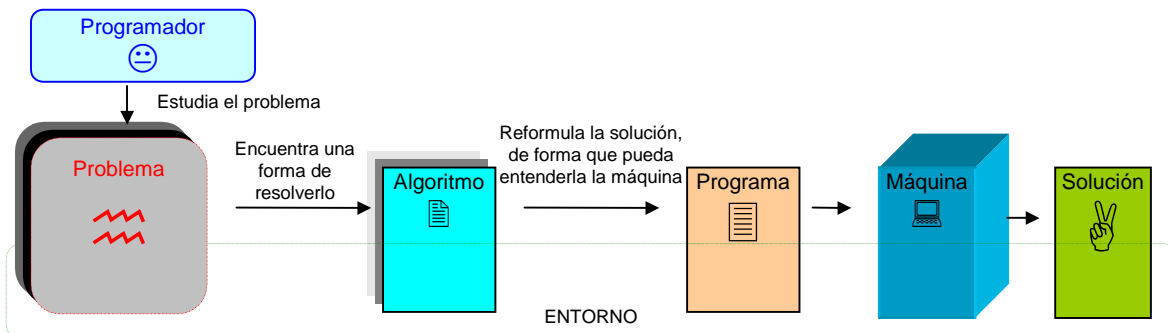 Programador
Estudia el problema
Problema
Encuentra una
forma de
resolverlo
Algoritmo
Reformula la solución,
de forma que pueda
entenderla la máquina
Programa
Máquina
Solución
ENTORNO